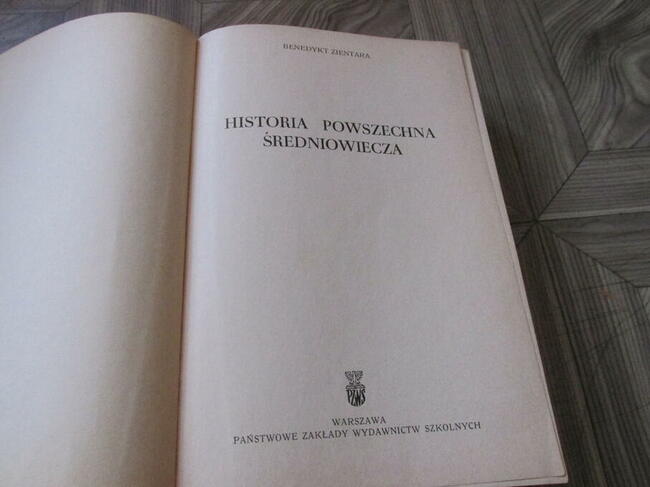 BENEDYKT ZIENTARA
HISTORIA POWSZECHNA
ŚREDNIOWIECZA
PZWS
WARSZAWA
PAŃSTWOWE ZAKŁADY WYDAWNICTW SZKOLNYCH